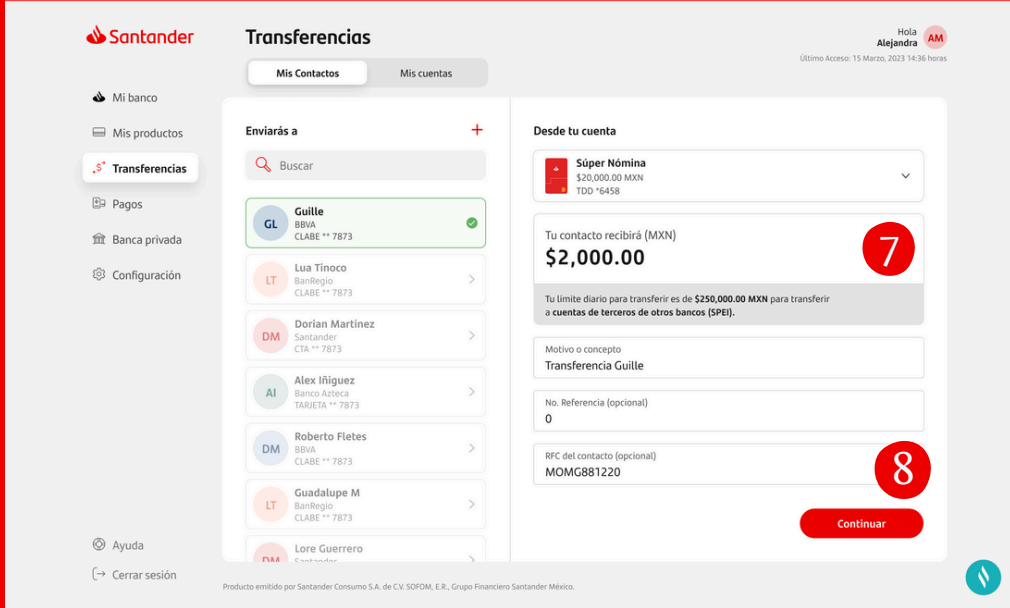 Santander
Transferencias
Hola
Alejandra
AM
Último Acceso: 15 Marzo, 2023 14:36 horas
Mis Contactos
Mis cuentas
Mi banco
Mis productos
Transferencias
Pagos
Banca privada
Configuración
Ayuda
Cerrar sesión
Enviarás a
+
Buscar
GL
Guille
BBVA
CLABE ** 7873
LT
Lua Tinoco
BanRegio
CLABE ** 7873
DM
Dorian Martinez
Santander
CTA ** 7873
AI
Alex Iñiguez
Banco Azteca
TARJETA ** 7873
DM
Roberto Fletes
BBVA
CLABE ** 7873
LT
Guadalupe M
BanRegio
CLABE ** 7873
DM
Lore Guerrero
Santander
Desde tu cuenta
Súper Nómina
$20,000.00 MXN
TDD *6458
Tu contacto recibirá (MXN)
$2,000.00
7
Tu límite diario para transferir es de $250,000.00 MXN para transferir
a cuentas de terceros de otros bancos (SPEI).
Motivo o concepto
Transferencia Guille
No. Referencia (opcional)
0
RFC del contacto (opcional)
MOMG881220
8
Continuar
Producto emitido por Santander Consumo S.A. de C.V. SOFOM, E.R., Grupo Financiero Santander México.